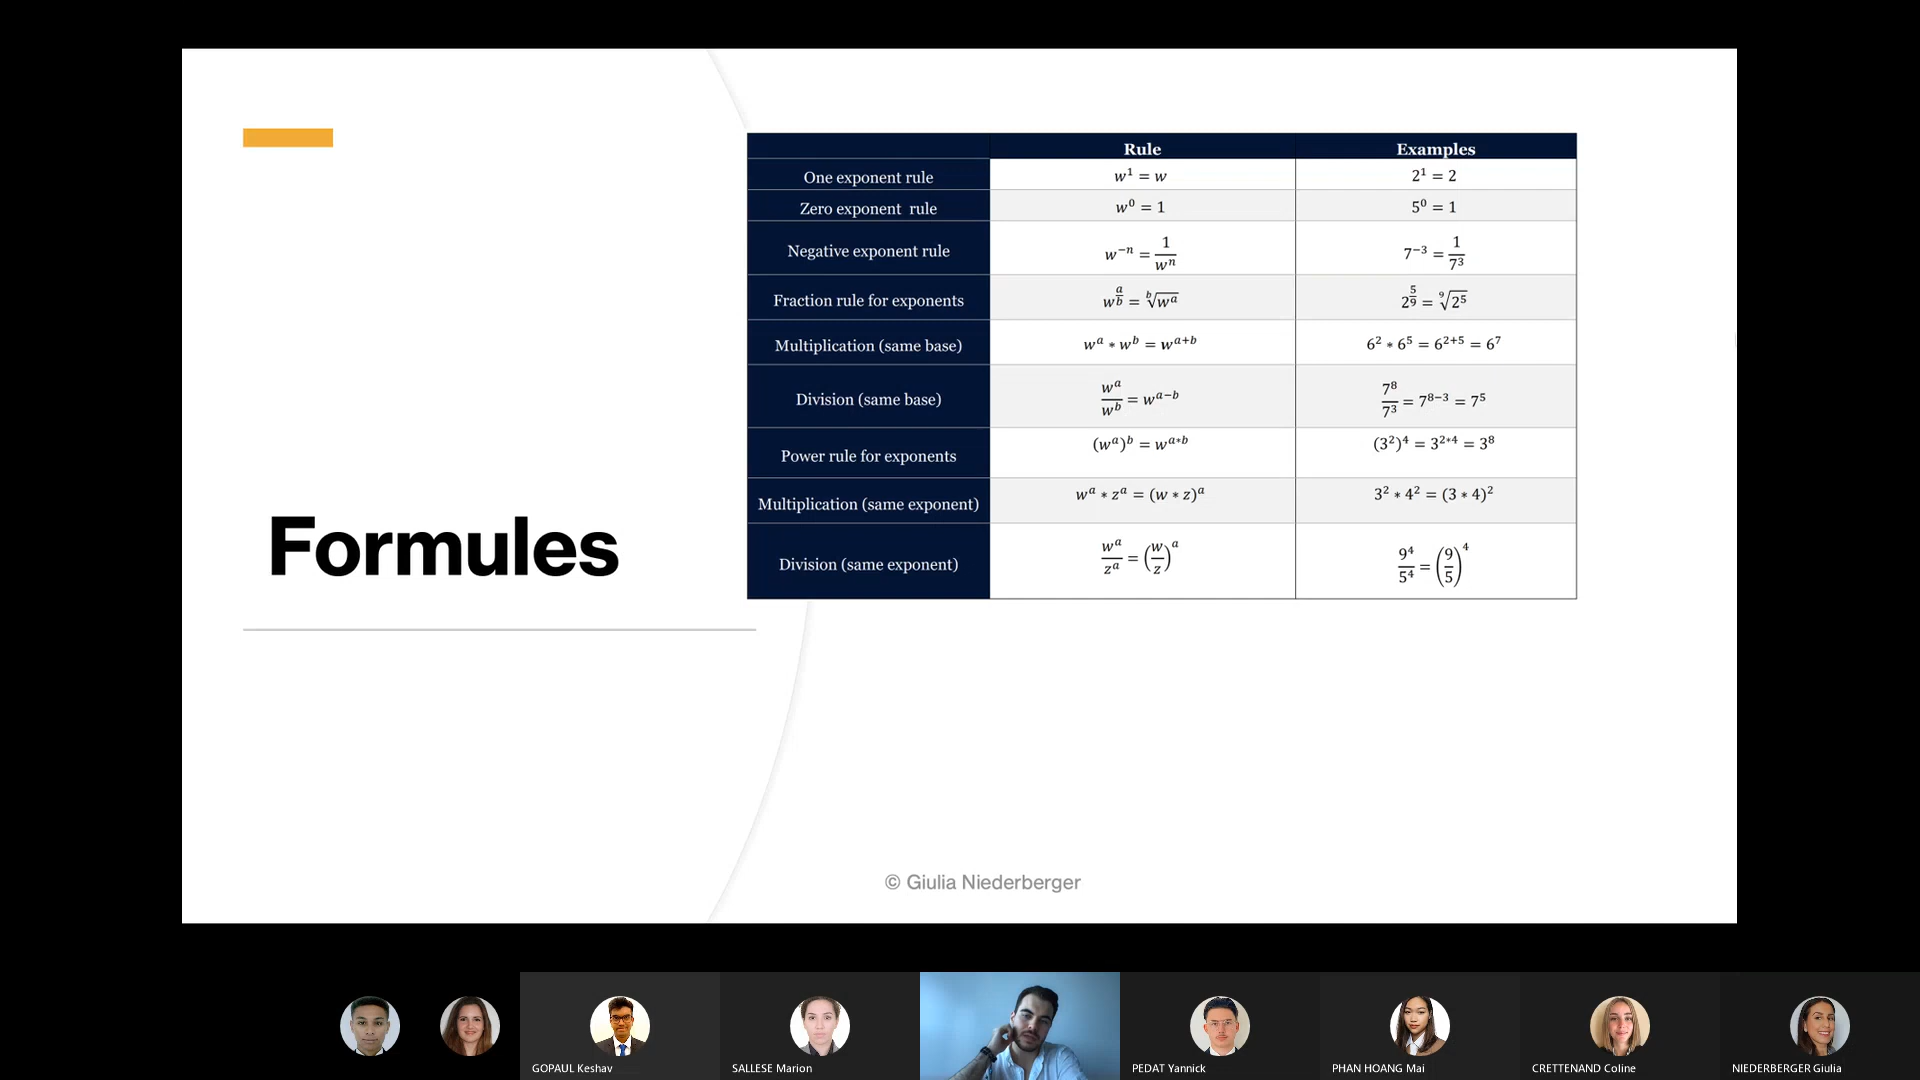 Formules
Rule Examples
One exponent rule w¹ = w 2¹ = 2
Zero exponent rule w⁰ = 1 5⁰ = 1
Negative exponent rule w⁻ⁿ = 1/wⁿ 7⁻³ = 1/7³
Fraction rule for exponents w^(a/b) = ᵇ√(wᵃ) 2^(5/9) = ⁹√(2⁵)
Multiplication (same base) wᵃ * wᵇ = wᵃ⁺ᵇ 6² * 6⁵ = 6²⁺⁵ = 6⁷
Division (same base) wᵃ/wᵇ = wᵃ⁻ᵇ 7⁸/7³ = 7⁸⁻³ = 7⁵
Power rule for exponents (wᵃ)ᵇ = w^(a*b) (3²)⁴ = 3^(2*4) = 3⁸
Multiplication (same exponent) wᵃ * zᵃ = (w * z)ᵃ 3² * 4² = (3 * 4)²
Division (same exponent) wᵃ/zᵃ = (w/z)ᵃ 9⁴/5⁴ = (9/5)⁴
© Giulia Niederberger
GOPAUL Keshav
SALLESE Marion
PEDAT Yannick
PHAN HOANG Mai
CRETTENAND Coline
NIEDERBERGER Giulia